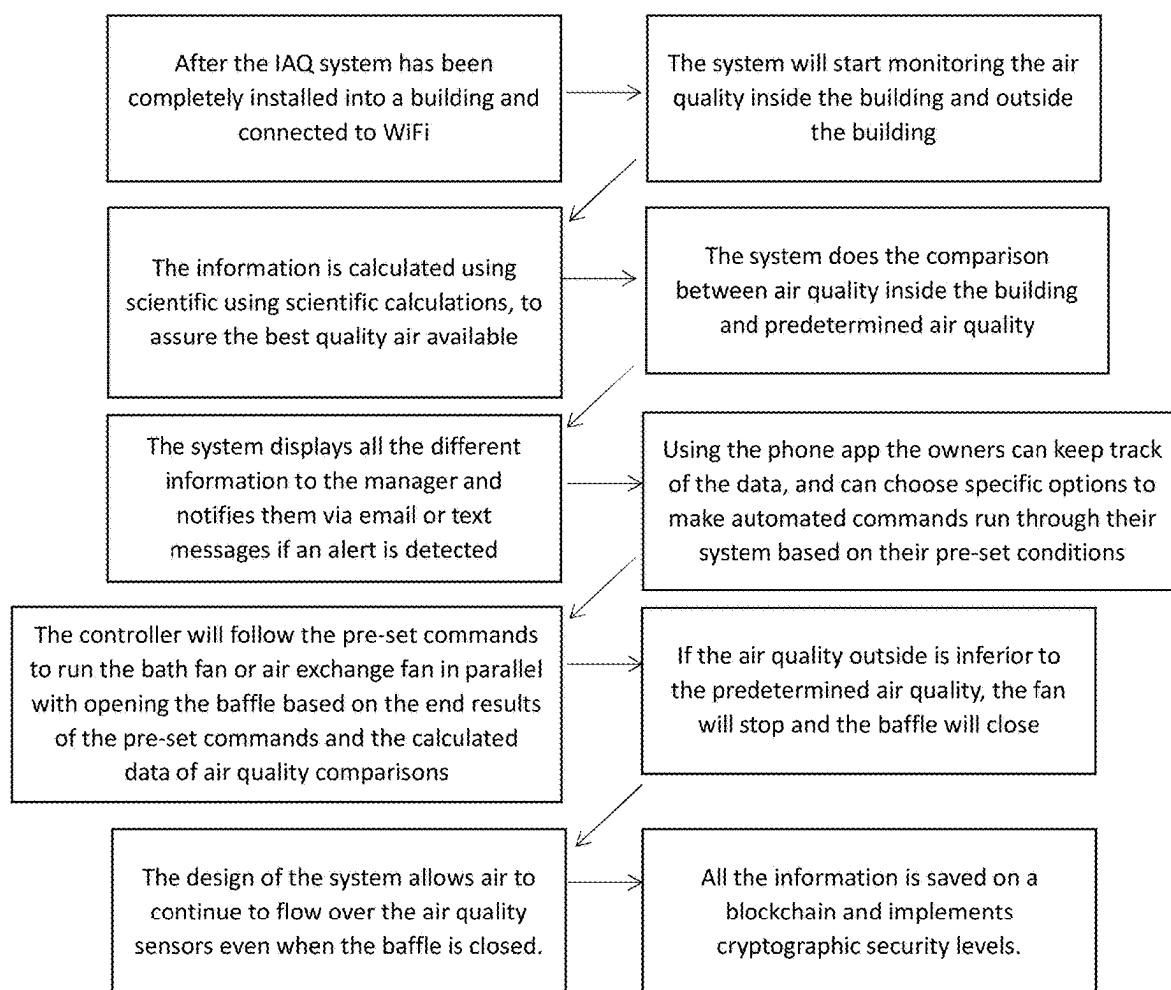 After the IAQ system has been
completely installed into a building and
connected to WiFi
The system will start monitoring the air
quality inside the building and outside
the building
The information is calculated using
scientific using scientific calculations, to
assure the best quality air available
The system does the comparison
between air quality inside the building
and predetermined air quality
The system displays all the different
information to the manager and
notifies them via email or text
messages if an alert is detected
Using the phone app the owners can keep track
of the data, and can choose specific options to
make automated commands run through their
system based on their pre-set conditions
The controller will follow the pre-set commands
to run the bath fan or air exchange fan in parallel
with opening the baffle based on the end results
of the pre-set commands and the calculated
data of air quality comparisons
If the air quality outside is inferior to
the predetermined air quality, the fan
will stop and the baffle will close
The design of the system allows air to
continue to flow over the air quality
sensors even when the baffle is closed.
All the information is saved on a
blockchain and implements
cryptographic security levels.